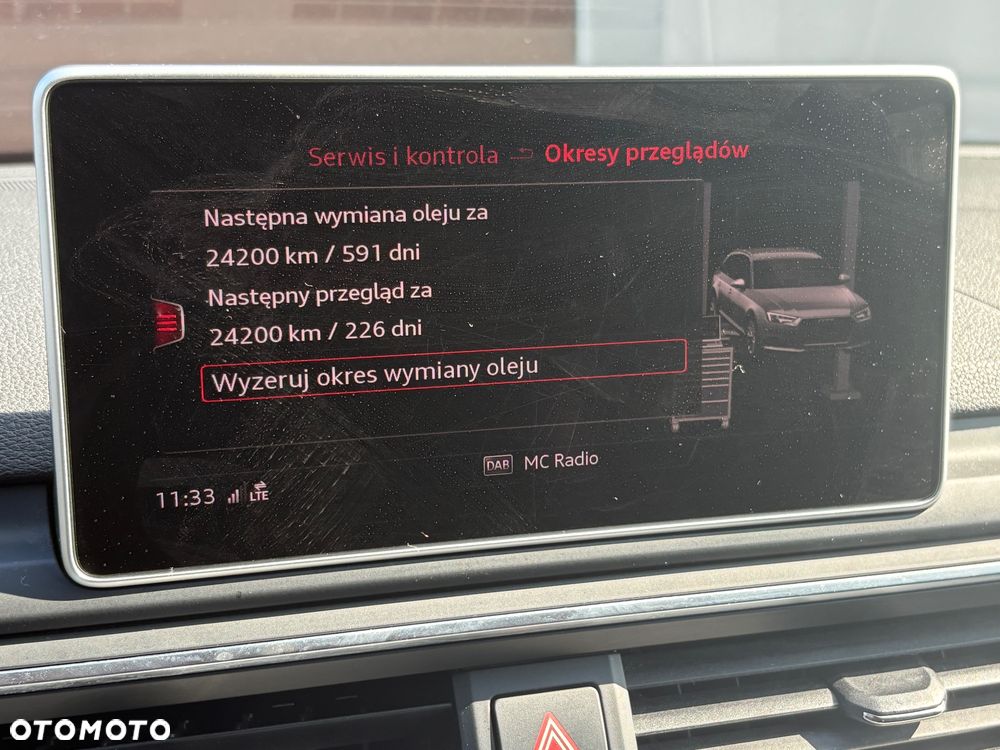 Serwis i kontrola Okresy przeglądów
Następna wymiana oleju za
24200 km / 591 dni
Następny przegląd za
24200 km / 226 dni
Wyzeruj okres wymiany oleju
DAB MC Radio
11:33 LTE
OTOMOTO